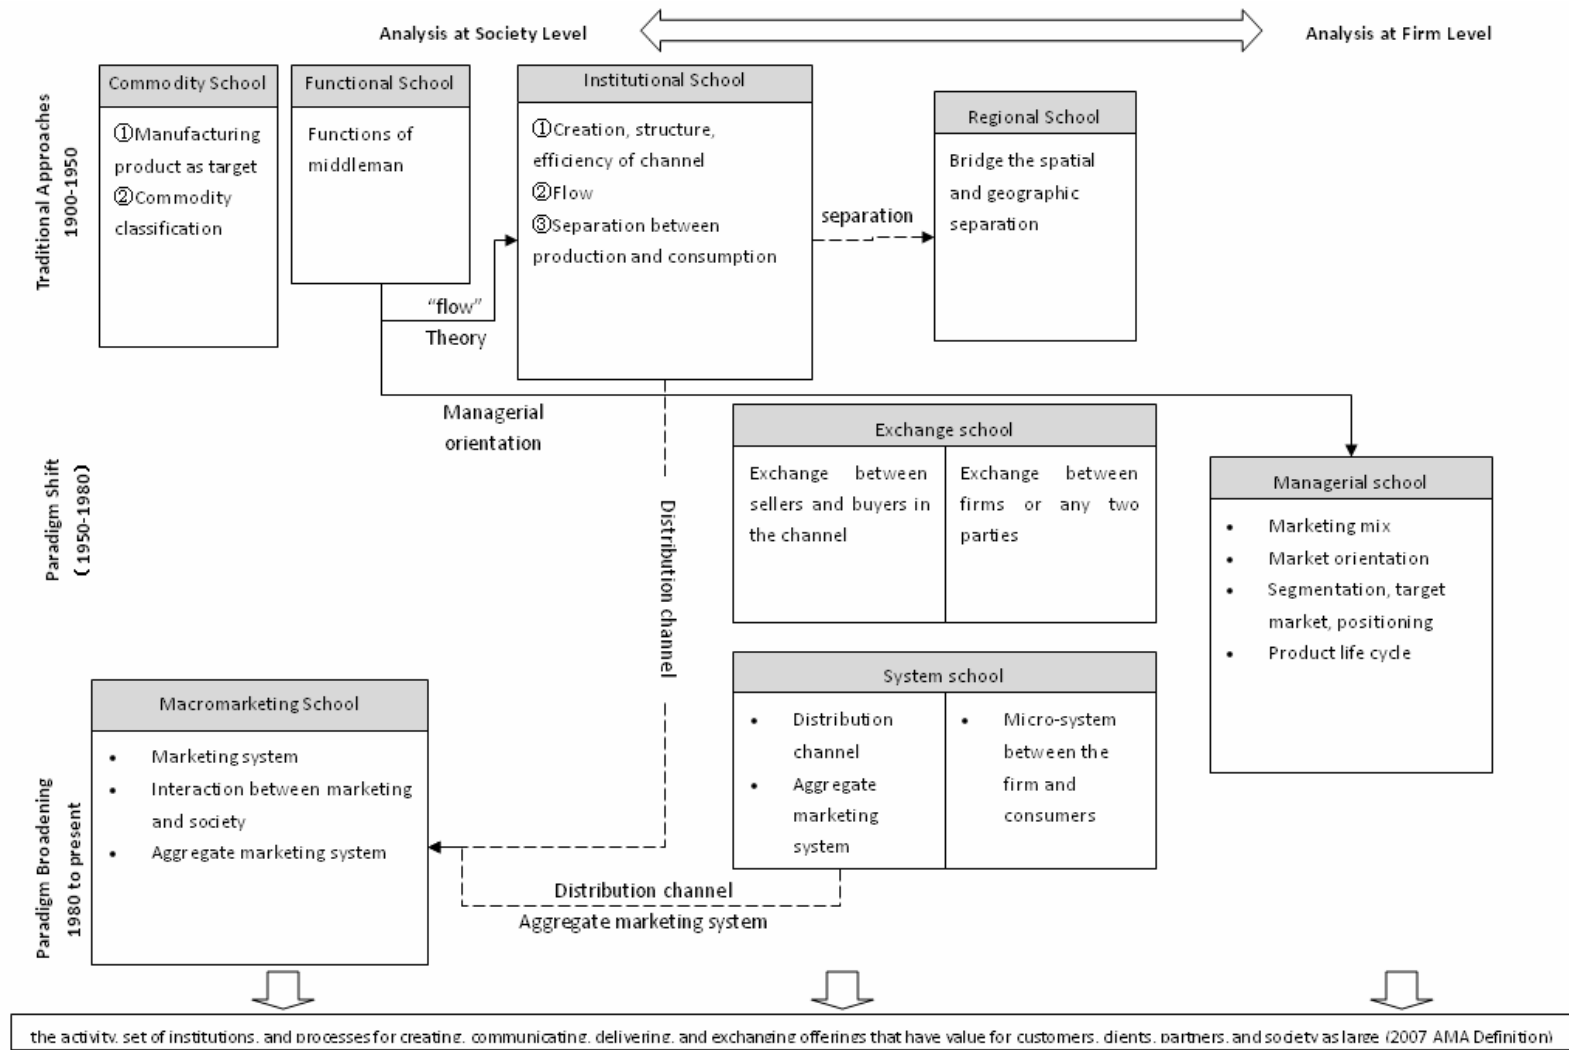 Analysis at Society Level
Analysis at Firm Level
Traditional Approaches
1900-1950
Commodity School
①Manufacturing
product as target
②Commodity
classification
Functional School
Functions of
middleman
Institutional School
①Creation, structure,
efficiency of channel
②Flow
③Separation between
production and consumption
separation
Regional School
Bridge the spatial
and geographic
separation
“flow”
Theory
Managerial
orientation
Paradigm Shift
(1950-1980)
Distribution channel
Exchange school
Exchange between
sellers and buyers in
the channel
Exchange between
firms or any two
parties
Managerial school
• Marketing mix
• Market orientation
• Segmentation, target
market, positioning
• Product life cycle
Paradigm Broadening
1980 to present
Macromarketing School
• Marketing system
• Interaction between marketing
and society
• Aggregate marketing system
System school
• Distribution
channel
• Aggregate
marketing
system
• Micro-system
between the
firm and
consumers
Distribution channel
Aggregate marketing system
the activity, set of institutions, and processes for creating, communicating, delivering, and exchanging offerings that have value for customers, clients, partners, and society as large (2007 AMA Definition)